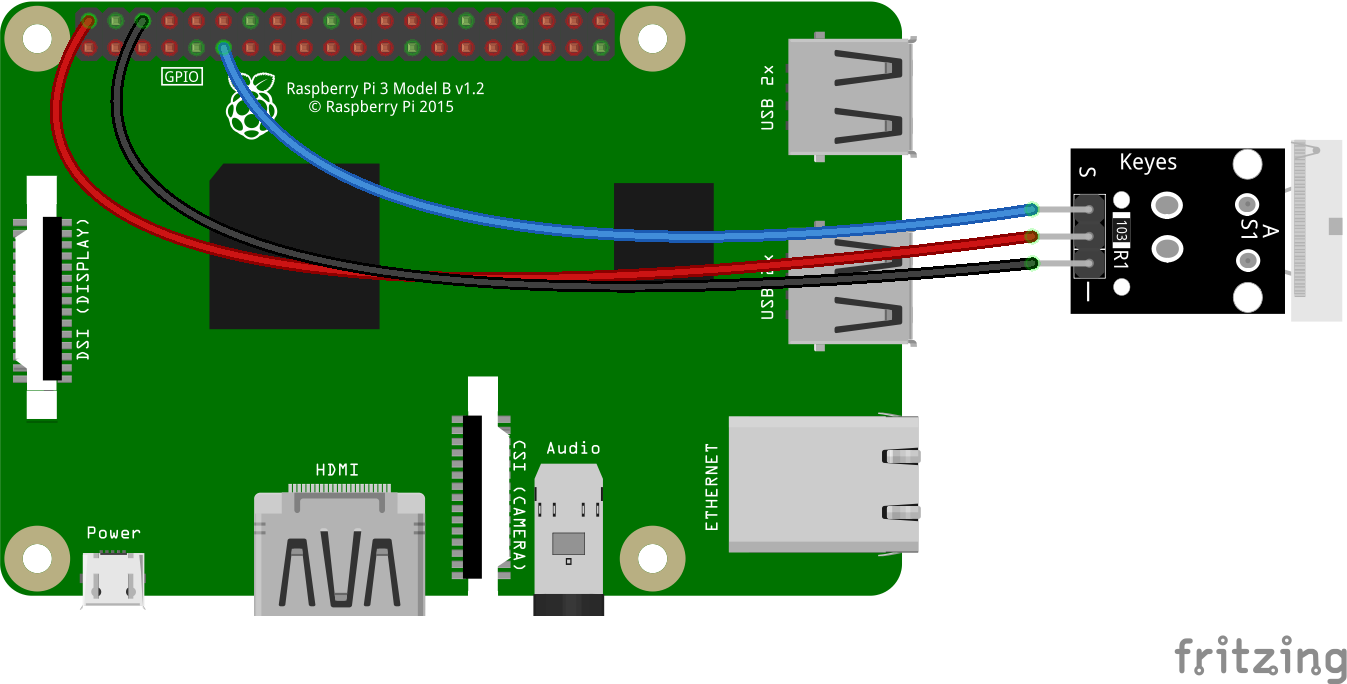 GPIO
Raspberry Pi 3 Model B v1.2
© Raspberry Pi 2015
USB 2x
USB 2x
DSI (DISPLAY)
CSI (CAMERA)
Audio
HDMI
Power
ETHERNET
Keyes
S
103
R1
S1
A
fritzing